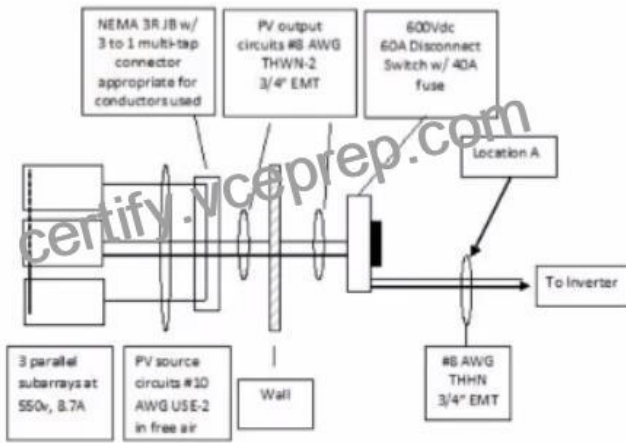 NEMA 3R JB w/
3 to 1 multi-tap
connector
appropriate for
conductors used
PV output
circuits #8 AWG
THWN-2
3/4" EMT
600Vdc
60A Disconnect
Switch w/ 40A
fuse
Location A
certify.vceprep.com
To Inverter
3 parallel
subarrays at
550v, 8.7A
PV source
circuits #10
AWG USE-2
in free air
Wall
#8 AWG
THHN
3/4" EMT